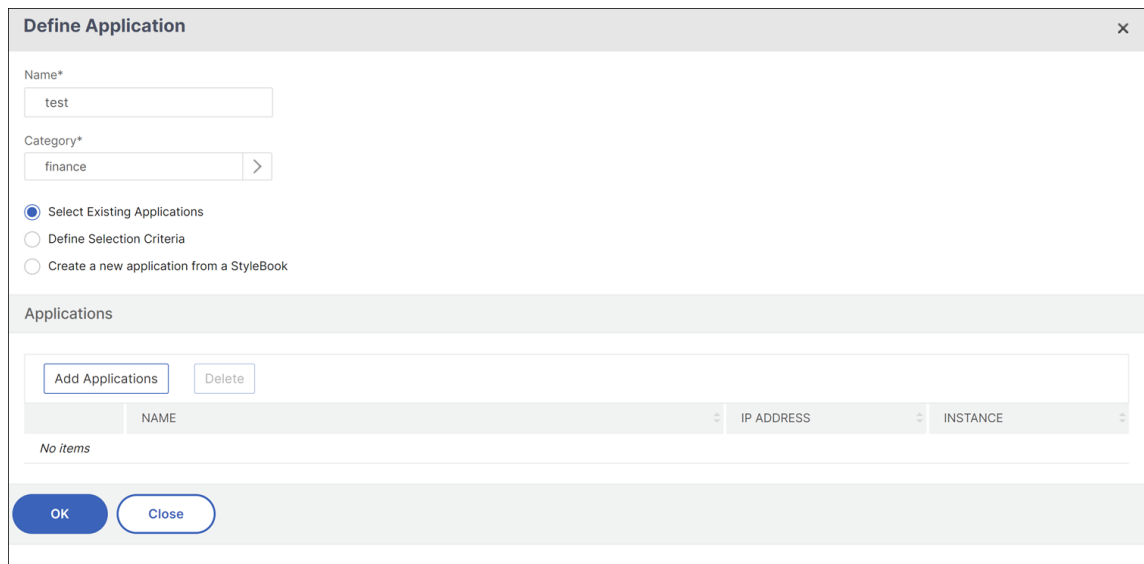 Define Application
Name*
test
Category*
finance
Select Existing Applications
Define Selection Criteria
Create a new application from a StyleBook
Applications
Add Applications Delete
NAME IP ADDRESS INSTANCE
No items
OK Close